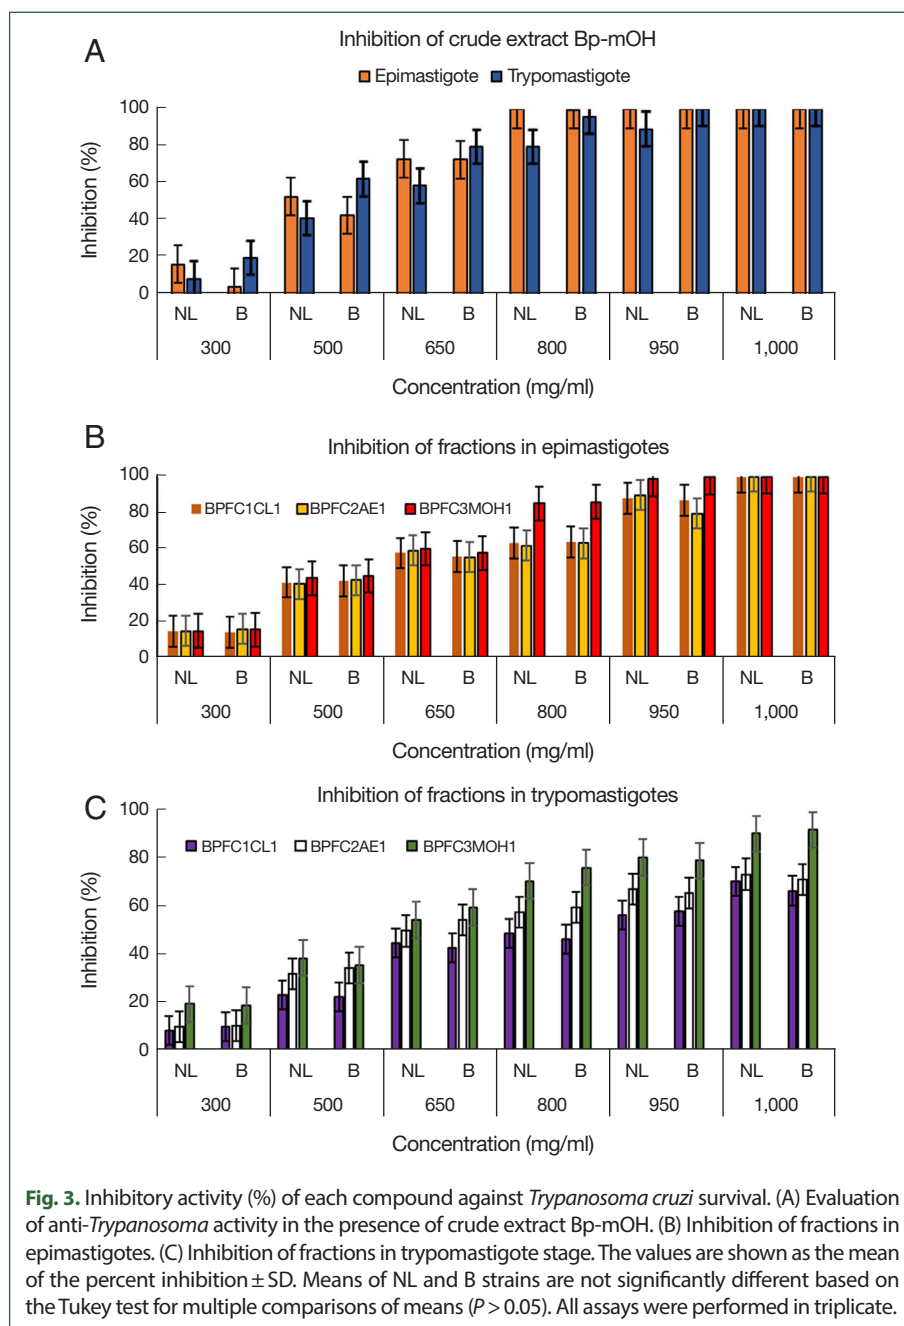 A
Inhibition of crude extract Bp-mOH
Epimastigote Trypomastigote
Inhibition (%)
100
80
60
40
20
0
NL B NL B NL B NL B NL B NL B
300 500 650 800 950 1,000
Concentration (mg/ml)
B
Inhibition of fractions in epimastigotes
BPFC1CL1 BPFC2AE1 BPFC3MOH1
Inhibition (%)
100
80
60
40
20
0
NL B NL B NL B NL B NL B NL B
300 500 650 800 950 1,000
Concentration (mg/ml)
C
Inhibition of fractions in trypomastigotes
BPFC1CL1 BPFC2AE1 BPFC3MOH1
Inhibition (%)
100
80
60
40
20
0
NL B NL B NL B NL B NL B NL B
300 500 650 800 950 1,000
Concentration (mg/ml)
Fig. 3. Inhibitory activity (%) of each compound against Trypanosoma cruzi survival. (A) Evaluation
of anti-Trypanosoma activity in the presence of crude extract Bp-mOH. (B) Inhibition of fractions in
epimastigotes. (C) Inhibition of fractions in trypomastigote stage. The values are shown as the mean
of the percent inhibition ± SD. Means of NL and B strains are not significantly different based on
the Tukey test for multiple comparisons of means (P > 0.05). All assays were performed in triplicate.